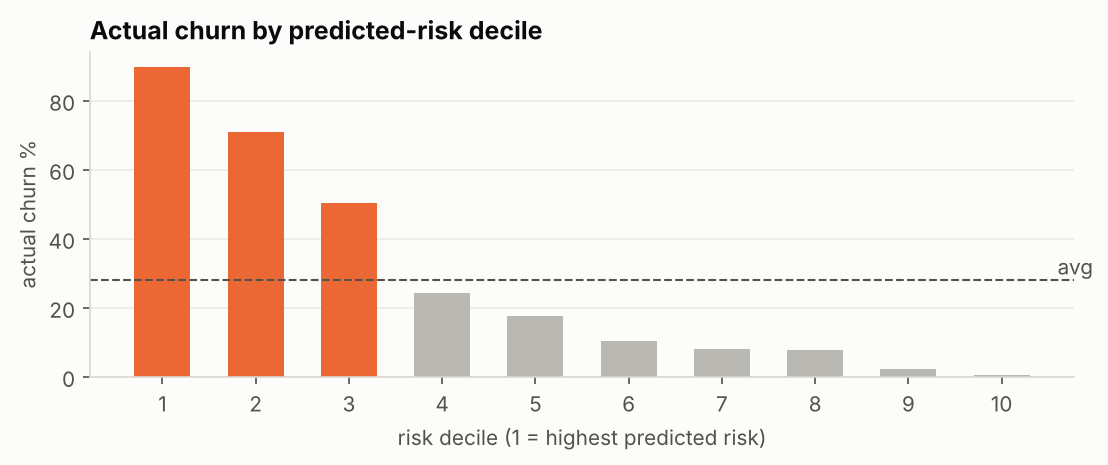 Actual churn by predicted-risk decile
actual churn %
80
60
40
20
0
avg
1 2 3 4 5 6 7 8 9 10
risk decile (1 = highest predicted risk)